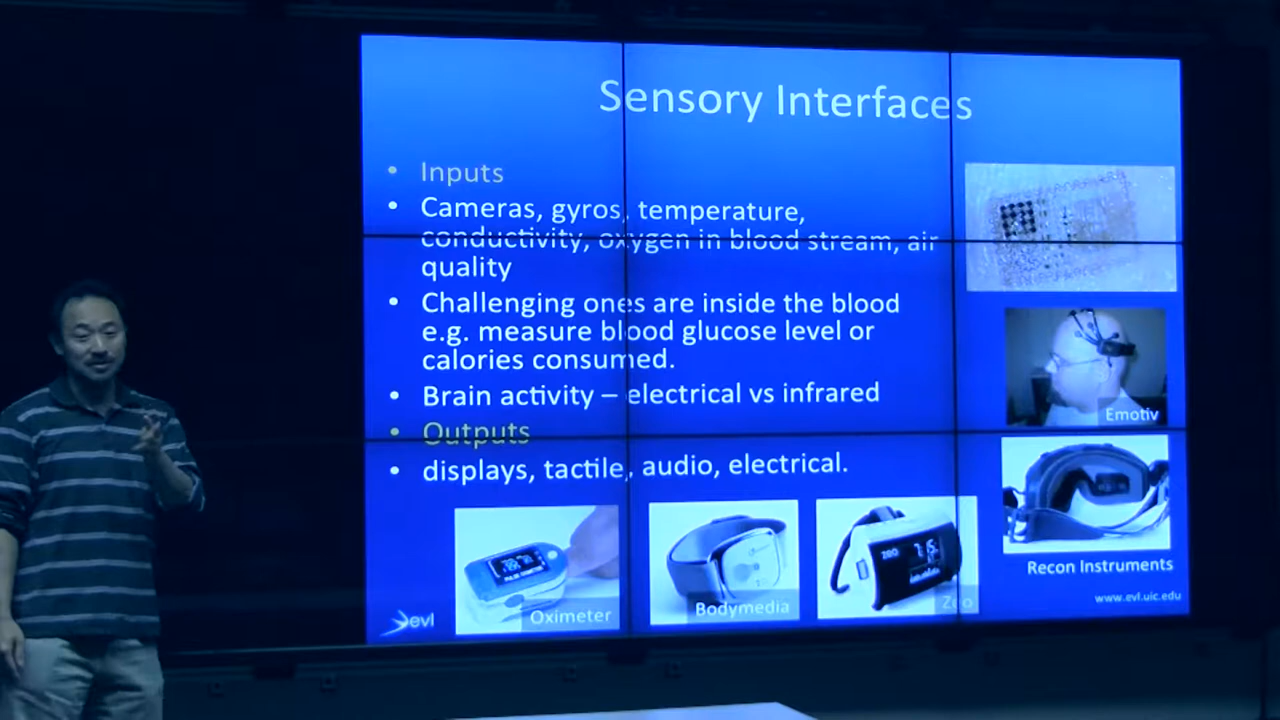 Sensory Interfaces
• Inputs
• Cameras, gyros, temperature,
conductivity, oxygen in blood stream, air
quality
• Challenging ones are inside the blood
e.g. measure blood glucose level or
calories consumed.
• Brain activity – electrical vs infrared
• Outputs
• displays, tactile, audio, electrical.
Emotiv
Recon Instruments
Oximeter
Bodymedia
zeo
Zeo
evl
www.evl.uic.edu